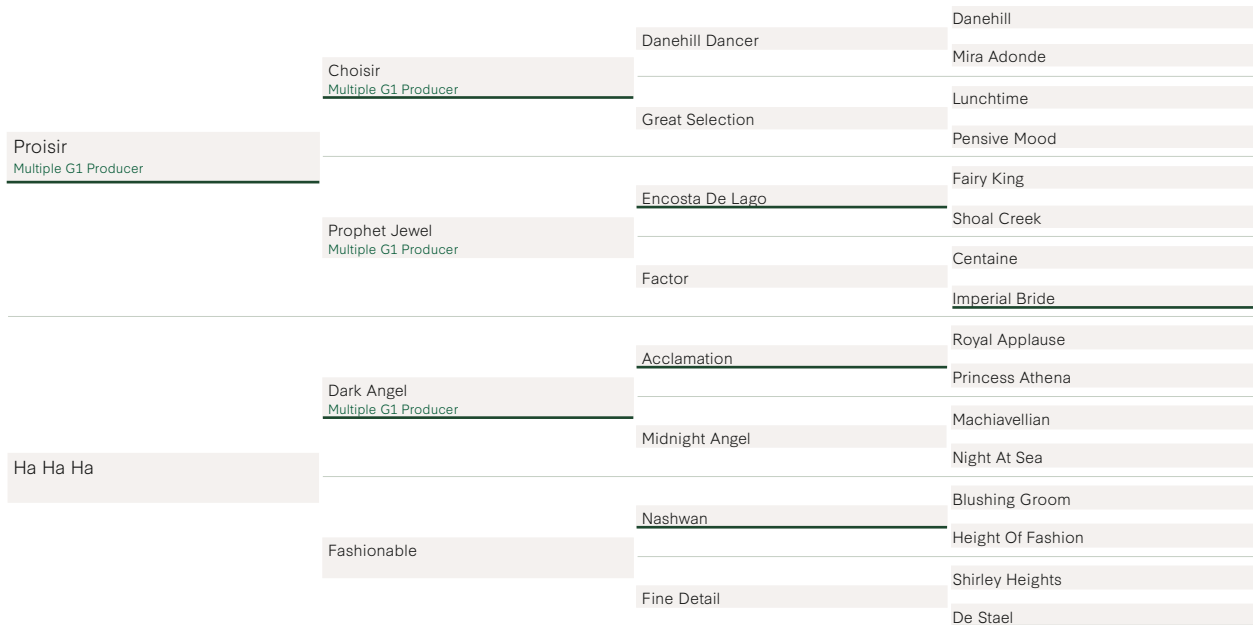 Proisir
Multiple G1 Producer
Choisir
Multiple G1 Producer
Danehill Dancer
Danehill
Mira Adonde
Great Selection
Lunchtime
Pensive Mood
Prophet Jewel
Multiple G1 Producer
Encosta De Lago
Fairy King
Shoal Creek
Factor
Centaine
Imperial Bride
Ha Ha Ha
Dark Angel
Multiple G1 Producer
Acclamation
Royal Applause
Princess Athena
Midnight Angel
Machiavellian
Night At Sea
Fashionable
Nashwan
Blushing Groom
Height Of Fashion
Fine Detail
Shirley Heights
De Stael